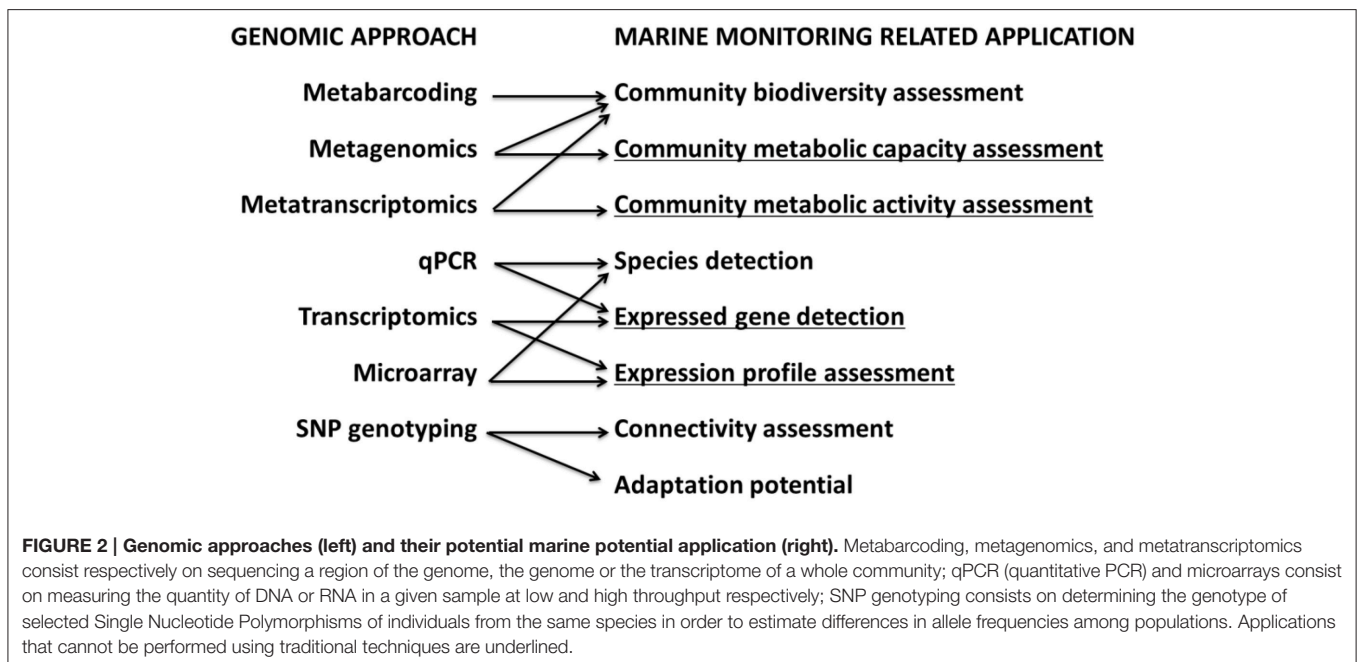 GENOMIC APPROACH MARINE MONITORING RELATED APPLICATION
Metabarcoding Community biodiversity assessment
Metagenomics Community metabolic capacity assessment
Metatranscriptomics Community metabolic activity assessment
qPCR Species detection
Transcriptomics Expressed gene detection
Microarray Expression profile assessment
SNP genotyping Connectivity assessment
Adaptation potential
FIGURE 2 | Genomic approaches (left) and their potential marine potential application (right). Metabarcoding, metagenomics, and metatranscriptomics
consist respectively on sequencing a region of the genome, the genome or the transcriptome of a whole community; qPCR (quantitative PCR) and microarrays consist
on measuring the quantity of DNA or RNA in a given sample at low and high throughput respectively; SNP genotyping consists on determining the genotype of
selected Single Nucleotide Polymorphisms of individuals from the same species in order to estimate differences in allele frequencies among populations. Applications
that cannot be performed using traditional techniques are underlined.